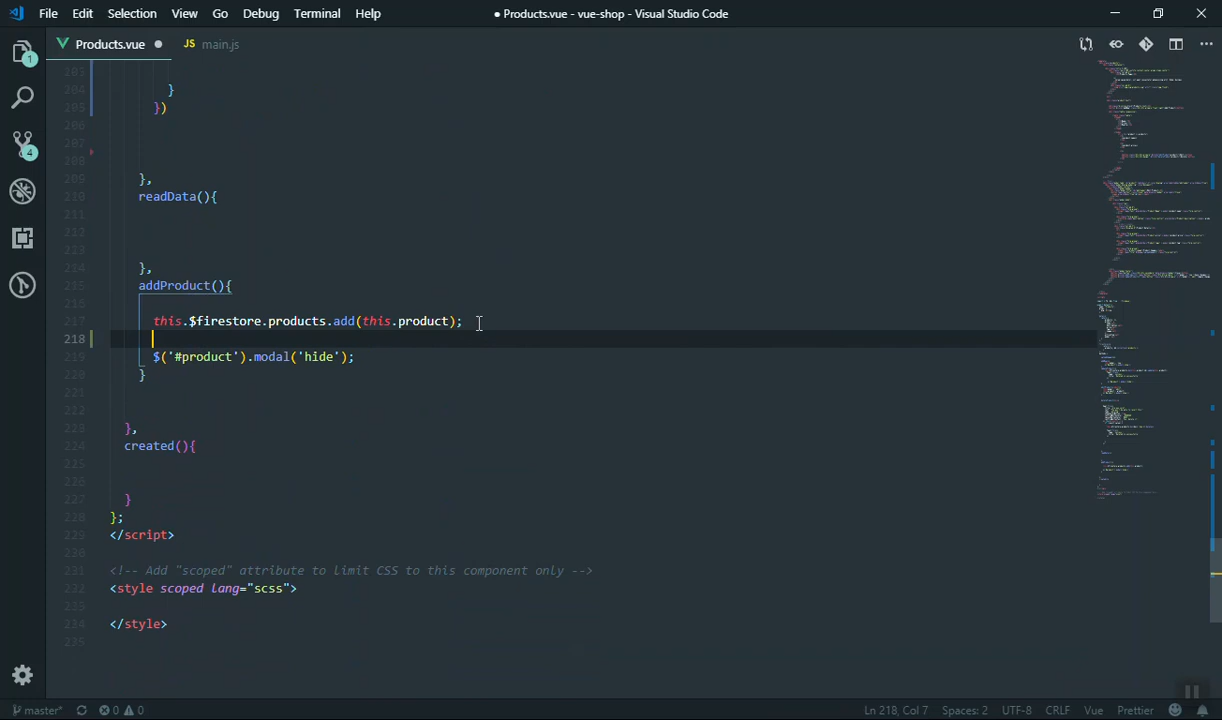 File Edit Selection View Go Debug Terminal Help ● Products.vue - vue-shop - Visual Studio Code
Products.vue ● JS main.js
203
204 }
205 })
206
207
208
209 },
210 readData(){
211
212
213
214 },
215 addProduct(){
216
217 this.$firestore.products.add(this.product);
218
219 $('#product').modal('hide');
220 }
221
222
223 },
224 created(){
225
226
227 }
228 };
229 </script>
230
231 <!-- Add "scoped" attribute to limit CSS to this component only -->
232 <style scoped lang="scss">
233
234 </style>
235
1
4
master* 0 0 Ln 218, Col 7 Spaces: 2 UTF-8 CRLF Vue Prettier